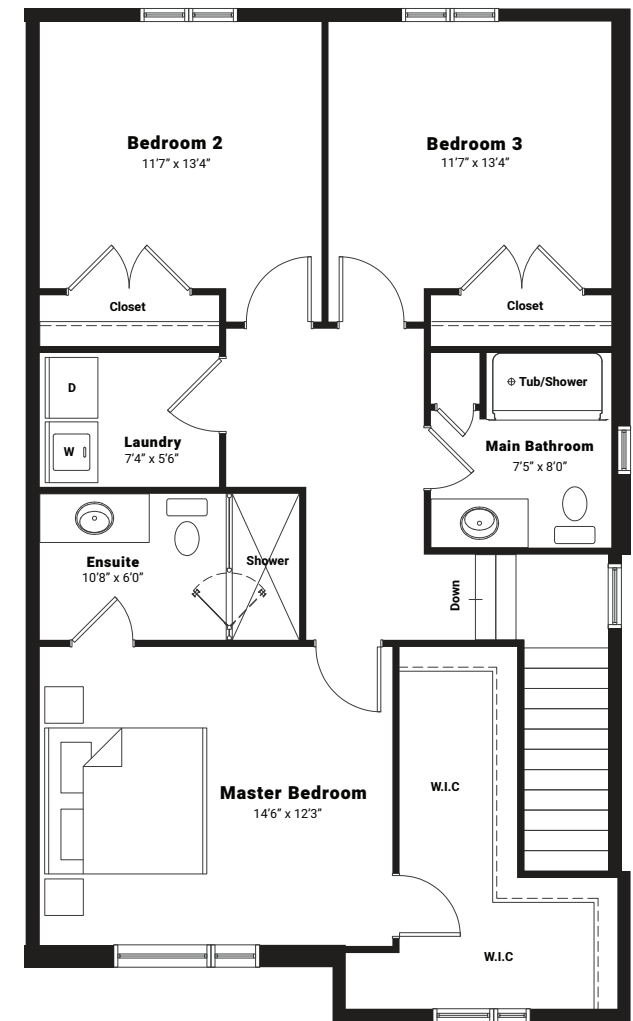 Bedroom 2
11’7” x 13’4”
Bedroom 3
11’7” x 13’4”
Closet
Closet
D
Tub/Shower
W
Laundry
7’4” x 5’6”
Main Bathroom
7’5” x 8’0”
Ensuite
10’8” x 6’0”
Shower
Down
Master Bedroom
14’6” x 12’3”
W.I.C
W.I.C